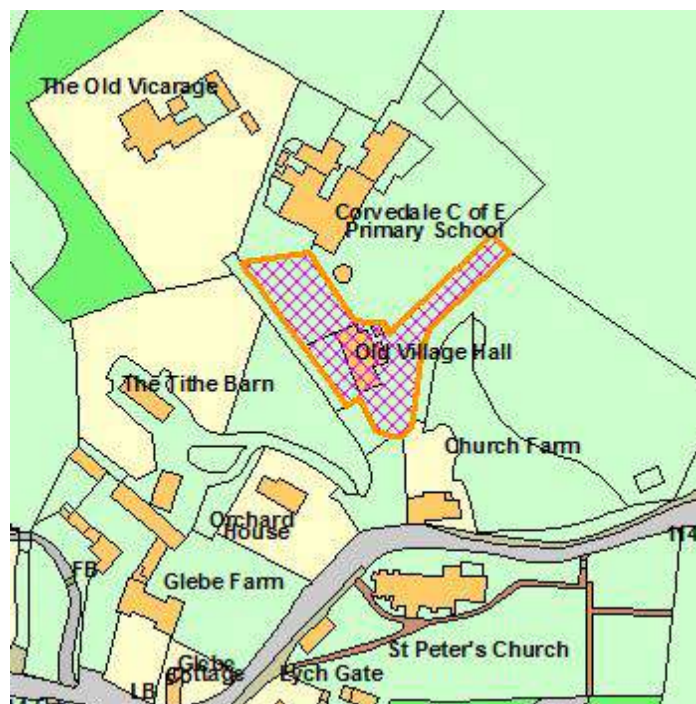 The Old Vicarage
Corvedale C of E
Primary School
Old Village Hall
The Tithe Barn
Church Farm
Orchard
House
114
FB
Glebe Farm
St Peter's Church
Glebe
Cottage
Lych Gate
LB